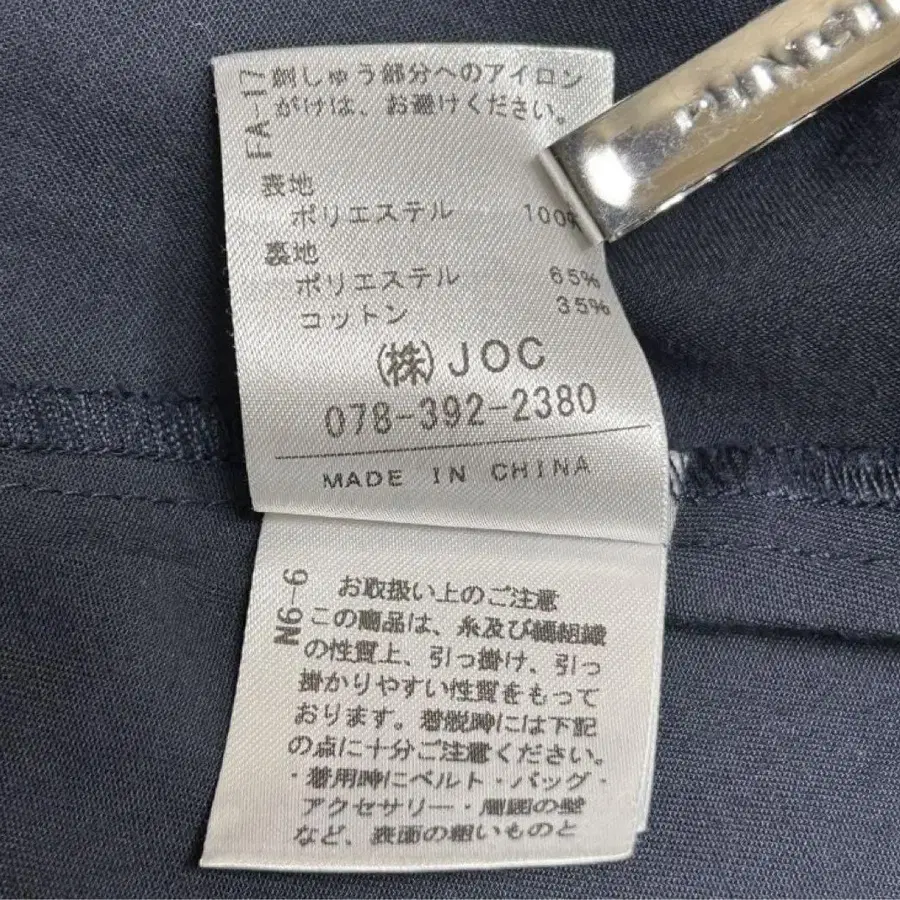 FA-17
刺しゅう部分へのアイロン
がけは、お避けください。
表地
ポリエステル 100%
裏地
ポリエステル 65%
コットン 35%
㈱JOC
078-392-2380
MADE IN CHINA
N6-6
お取扱い上のご注意
この商品は、糸及び編組織
の性質上、引っ掛け、引っ
掛かりやすい性質をもって
おります。着脱時には下記
の点に十分ご注意ください。
・着用時にベルト・バッグ・
アクセサリー・周囲の壁
など、表面の粗いものと